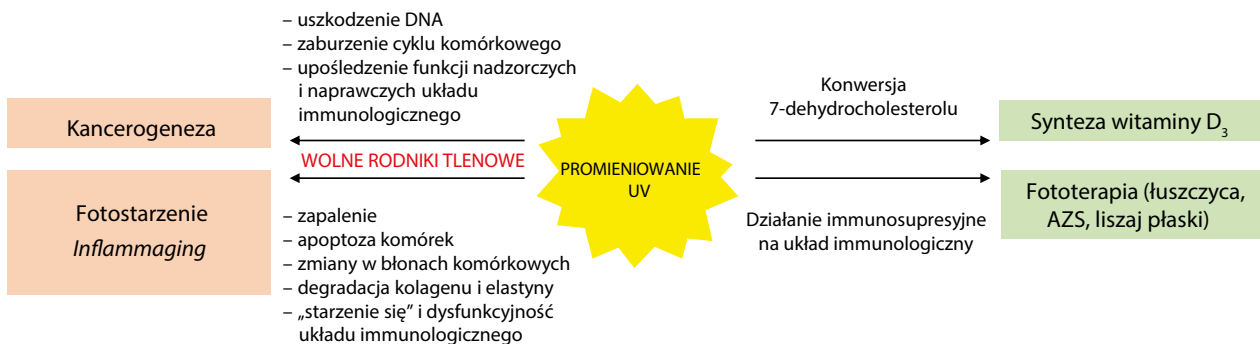 – uszkodzenie DNA
– zaburzenie cyklu komórkowego
– upośledzenie funkcji nadzorczych
i naprawczych układu
immunologicznego
Kancerogeneza
WOLNE RODNIKI TLENOWE
Fotostarzenie
Inflammaging
– zapalenie
– apoptoza komórek
– zmiany w błonach komórkowych
– degradacja kolagenu i elastyny
– „starzenie się” i dysfunkcyjność
układu immunologicznego
PROMIENIOWANIE
UV
Konwersja
7-dehydrocholesterolu
Synteza witaminy D₃
Działanie immunosupresyjne
na układ immunologiczny
Fototerapia (łuszczyca,
AZS, liszaj płaski)